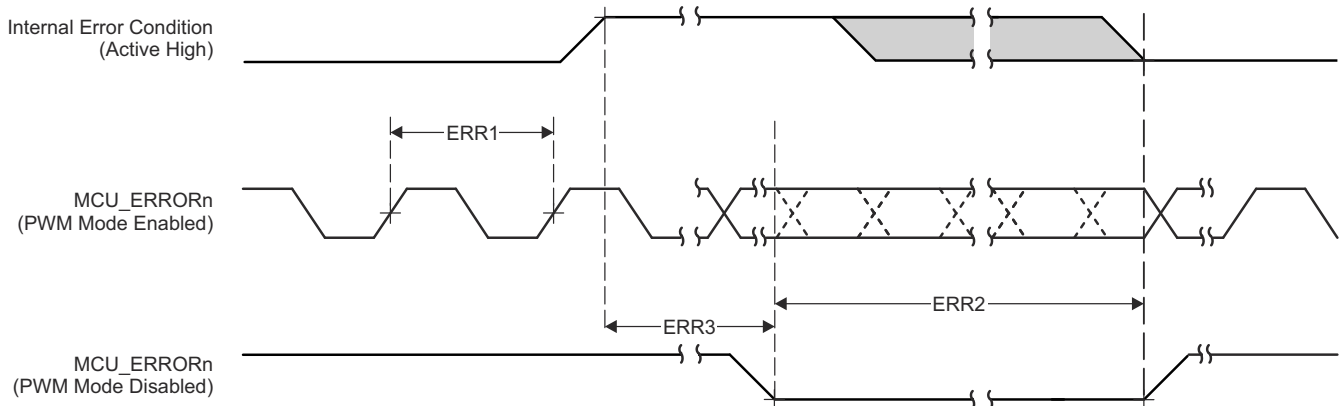 Internal Error Condition
(Active High)
ERR1
MCU_ERRORn
(PWM Mode Enabled)
ERR2
ERR3
MCU_ERRORn
(PWM Mode Disabled)